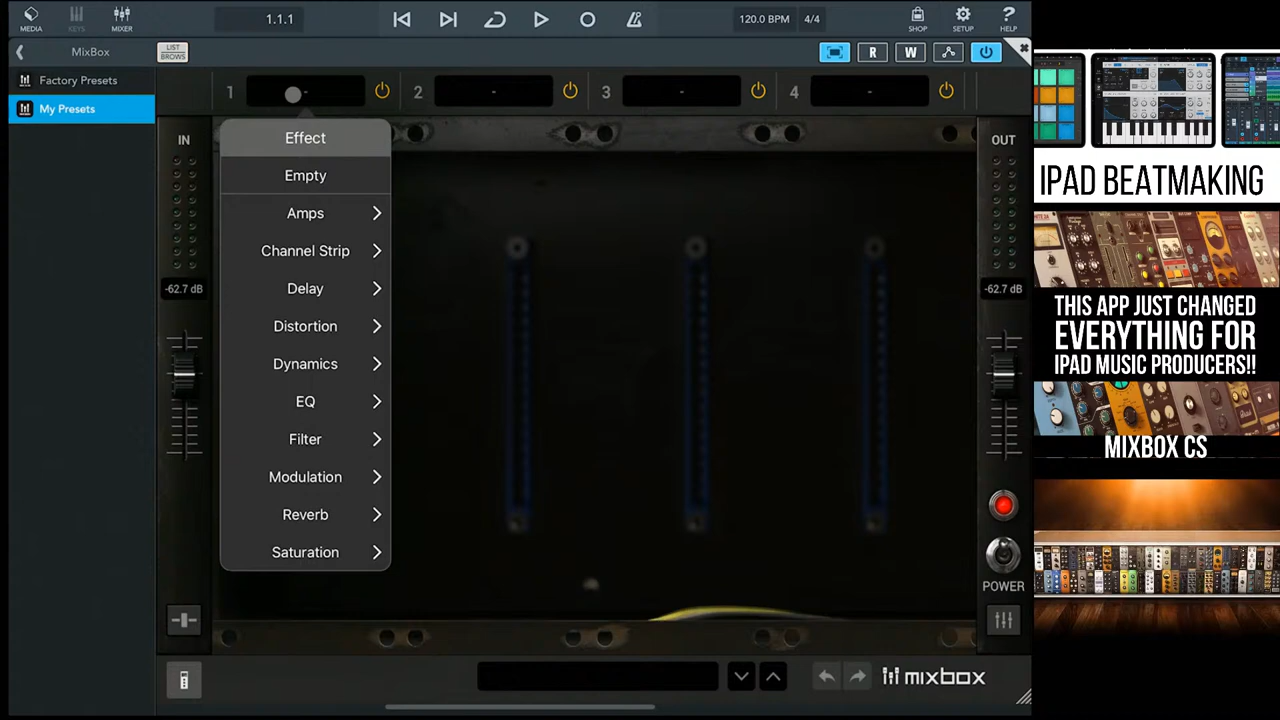 1.1.1
120.0 BPM
4/4
MEDIA
KEYS
MIXER
SHOP
SETUP
HELP
MixBox
LIST
BROWS
R
W
Factory Presets
My Presets
1
-
2
-
3
-
4
-
IN
OUT
Effect
Empty
Amps
Channel Strip
Delay
Distortion
Dynamics
EQ
Filter
Modulation
Reverb
Saturation
-62.7 dB
-62.7 dB
POWER
mixbox
IPAD BEATMAKING
THIS APP JUST CHANGED
EVERYTHING FOR
IPAD MUSIC PRODUCERS!!
MIXBOX CS